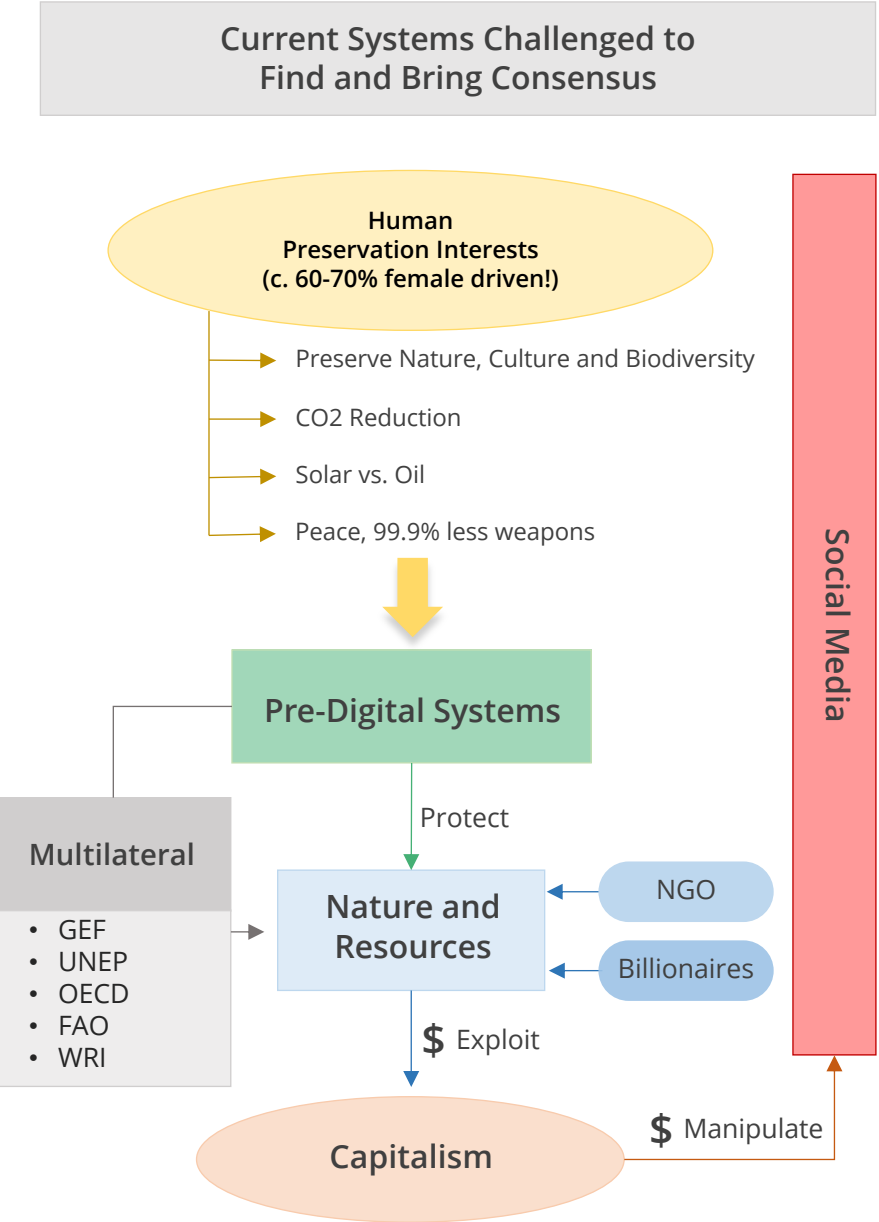 Current Systems Challenged to
Find and Bring Consensus
Human
Preservation Interests
(c. 60-70% female driven!)
Preserve Nature, Culture and Biodiversity
CO2 Reduction
Solar vs. Oil
Peace, 99.9% less weapons
Social Media
Pre-Digital Systems
Protect
Multilateral
• GEF
• UNEP
• OECD
• FAO
• WRI
Nature and
Resources
NGO
Billionaires
$ Exploit
Capitalism
$ Manipulate